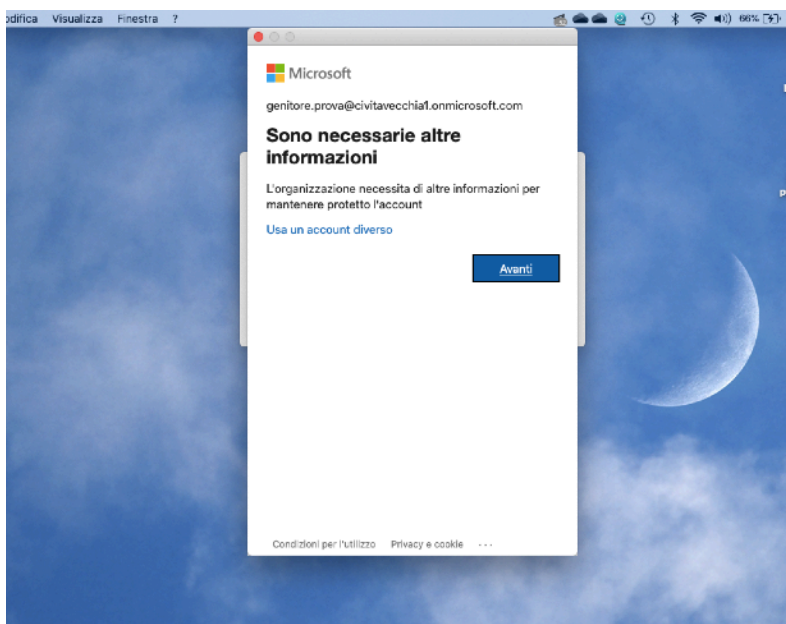 Visualizza Finestra ? 66%
Microsoft
genitore.prova@civitavecchia1.onmicrosoft.com
Sono necessarie altre
informazioni
L'organizzazione necessita di altre informazioni per
mantenere protetto l'account
Usa un account diverso
Avanti
Condizioni per l'utilizzo Privacy e cookie ...